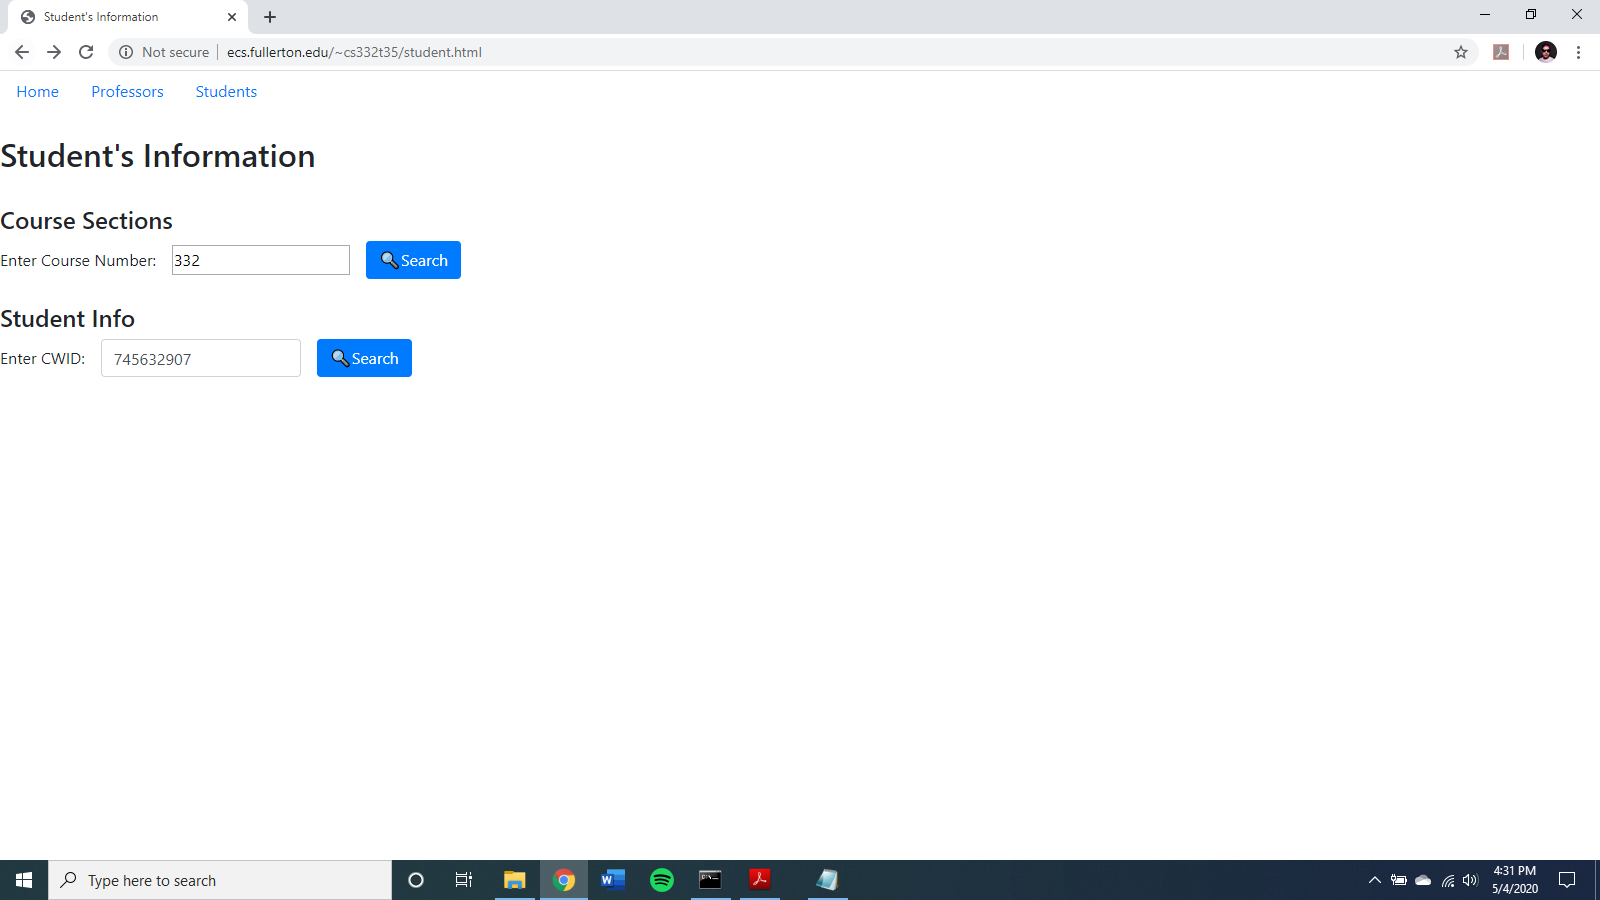 Student's Information
Not secure
ecs.fullerton.edu/~cs332t35/student.html
Home Professors Students
Student's Information
Course Sections
Enter Course Number: 332 Search
Student Info
Enter CWID: 745632907 Search
Type here to search
4:31 PM
5/4/2020